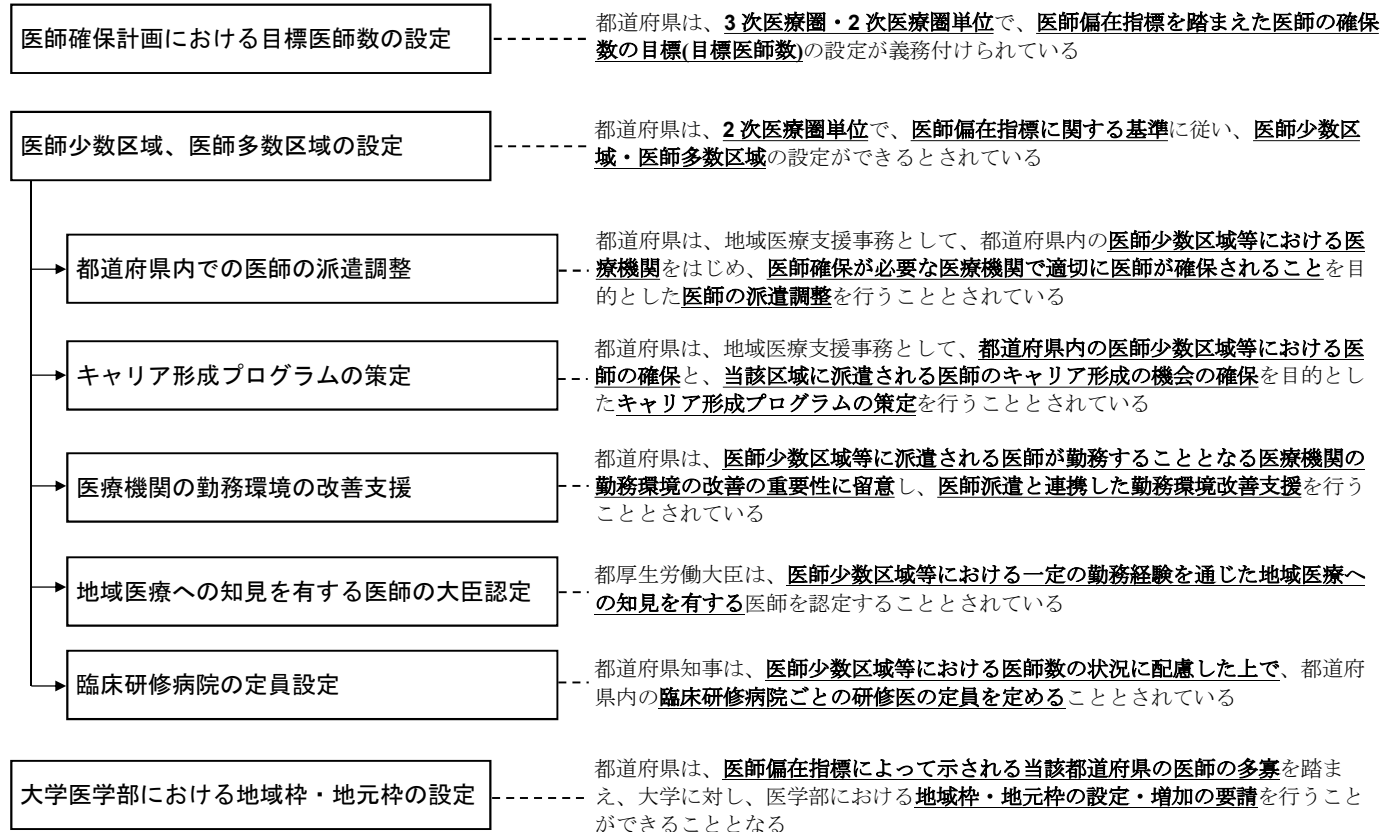 医師確保計画における目標医師数の設定
都道府県は、3次医療圏・2次医療圏単位で、医師偏在指標を踏まえた医師の確保
数の目標(目標医師数)の設定が義務付けられている
医師少数区域、医師多数区域の設定
都道府県は、2次医療圏単位で、医師偏在指標に関する基準に従い、医師少数区
域・医師多数区域の設定ができるとされている
都道府県内での医師の派遣調整
都道府県は、地域医療支援事務として、都道府県内の医師少数区域等における医
療機関をはじめ、医師確保が必要な医療機関で適切に医師が確保されることを目
的とした医師の派遣調整を行うこととされている
キャリア形成プログラムの策定
都道府県は、地域医療支援事務として、都道府県内の医師少数区域等における医
師の確保と、当該区域に派遣される医師のキャリア形成の機会の確保を目的とし
たキャリア形成プログラムの策定を行うこととされている
医療機関の勤務環境の改善支援
都道府県は、医師少数区域等に派遣される医師が勤務することとなる医療機関の
勤務環境の改善の重要性に留意し、医師派遣と連携した勤務環境改善支援を行う
こととされている
地域医療への知見を有する医師の大臣認定
都厚生労働大臣は、医師少数区域等における一定の勤務経験を通じた地域医療へ
の知見を有する医師を認定することとされている
臨床研修病院の定員設定
都道府県知事は、医師少数区域等における医師数の状況に配慮した上で、都道府
県内の臨床研修病院ごとの研修医の定員を定めることとされている
大学医学部における地域枠・地元枠の設定
都道府県は、医師偏在指標によって示される当該都道府県の医師の多寡を踏ま
え、大学に対し、医学部における地域枠・地元枠の設定・増加の要請を行うこと
ができることとなる